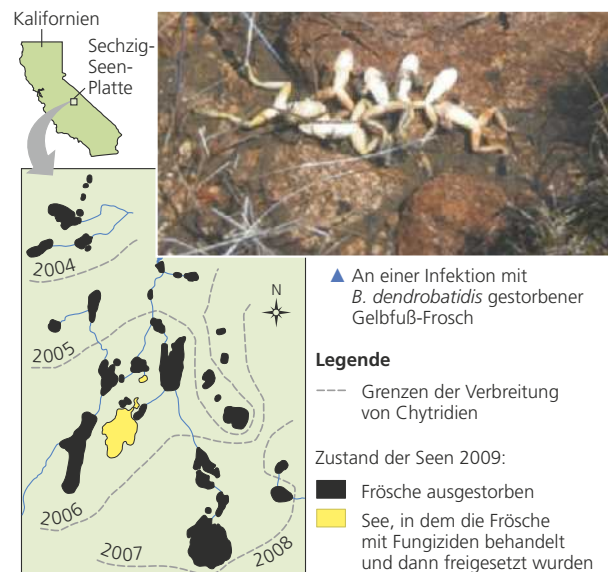 Kalifornien
Sechzig-
Seen-
Platte
2004
2005
2006
2007
2008
N
▲ An einer Infektion mit
B. dendrobatidis gestorbener
Gelbfuß-Frosch
Legende
Grenzen der Verbreitung
von Chytridien
Zustand der Seen 2009:
Frösche ausgestorben
See, in dem die Frösche
mit Fungiziden behandelt
und dann freigesetzt wurden